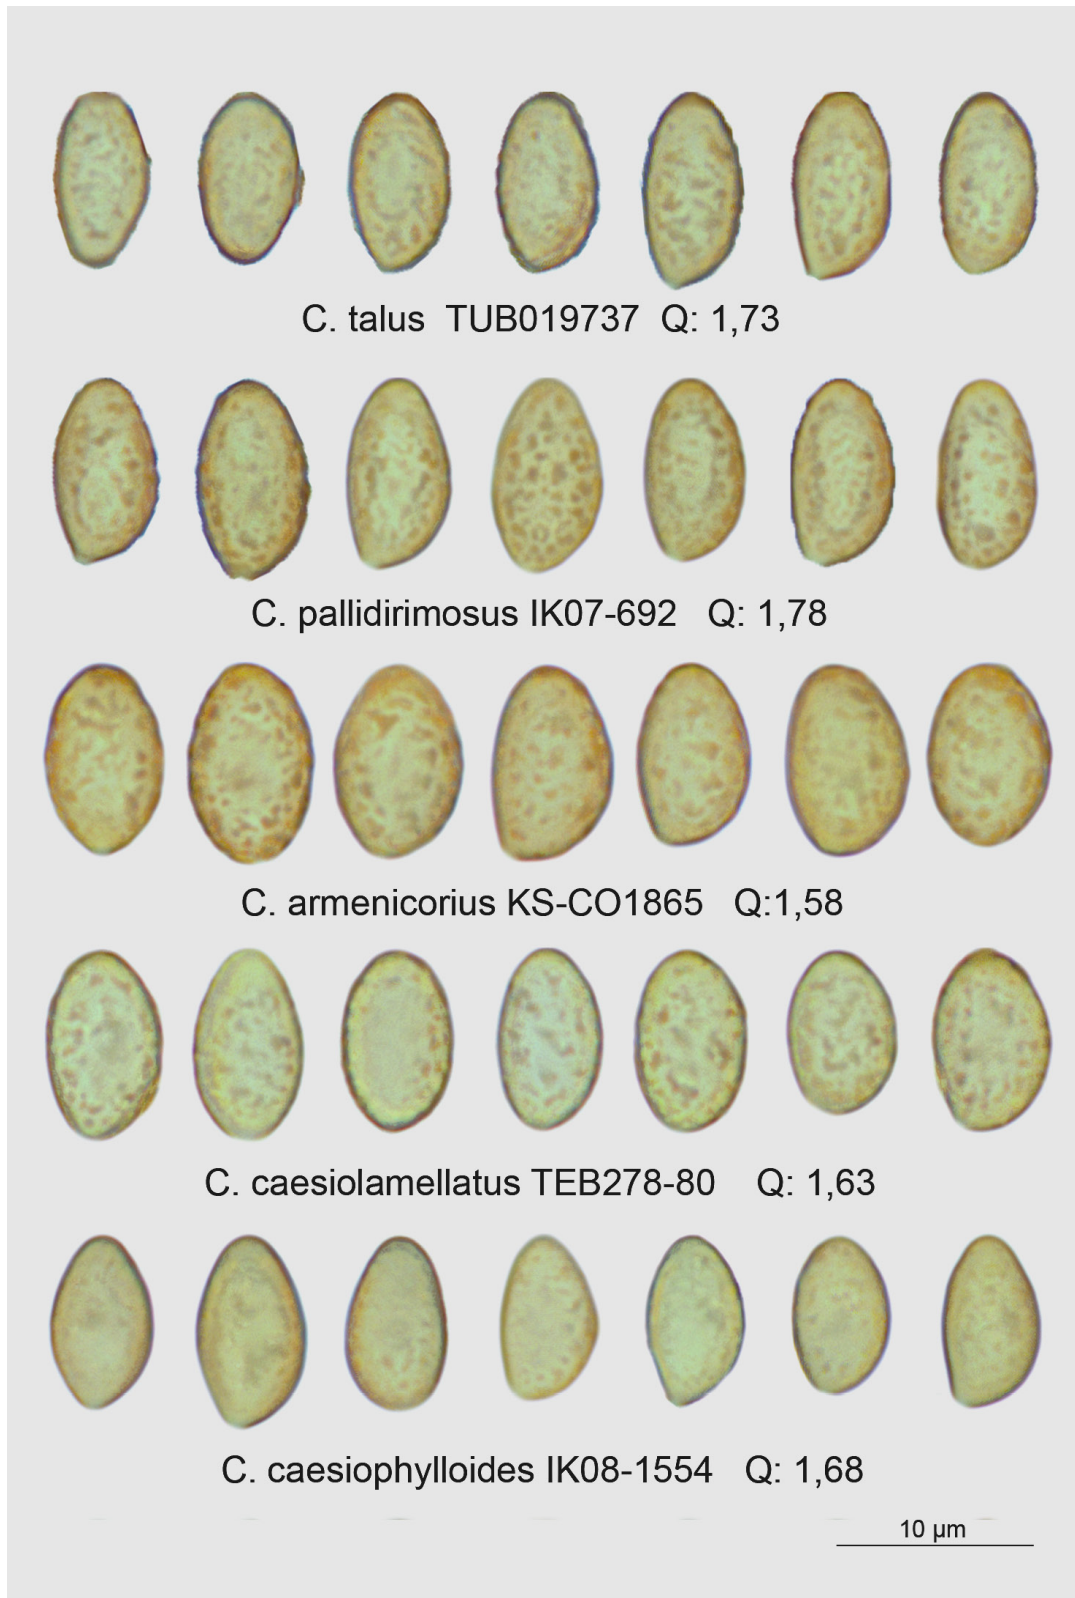 C. talus TUB019737 Q: 1,73
C. pallidirimosus IK07-692 Q: 1,78
C. armenicorius KS-CO1865 Q:1,58
C. caesiolamellatus TEB278-80 Q: 1,63
C. caesiophylloides IK08-1554 Q: 1,68
10 µm